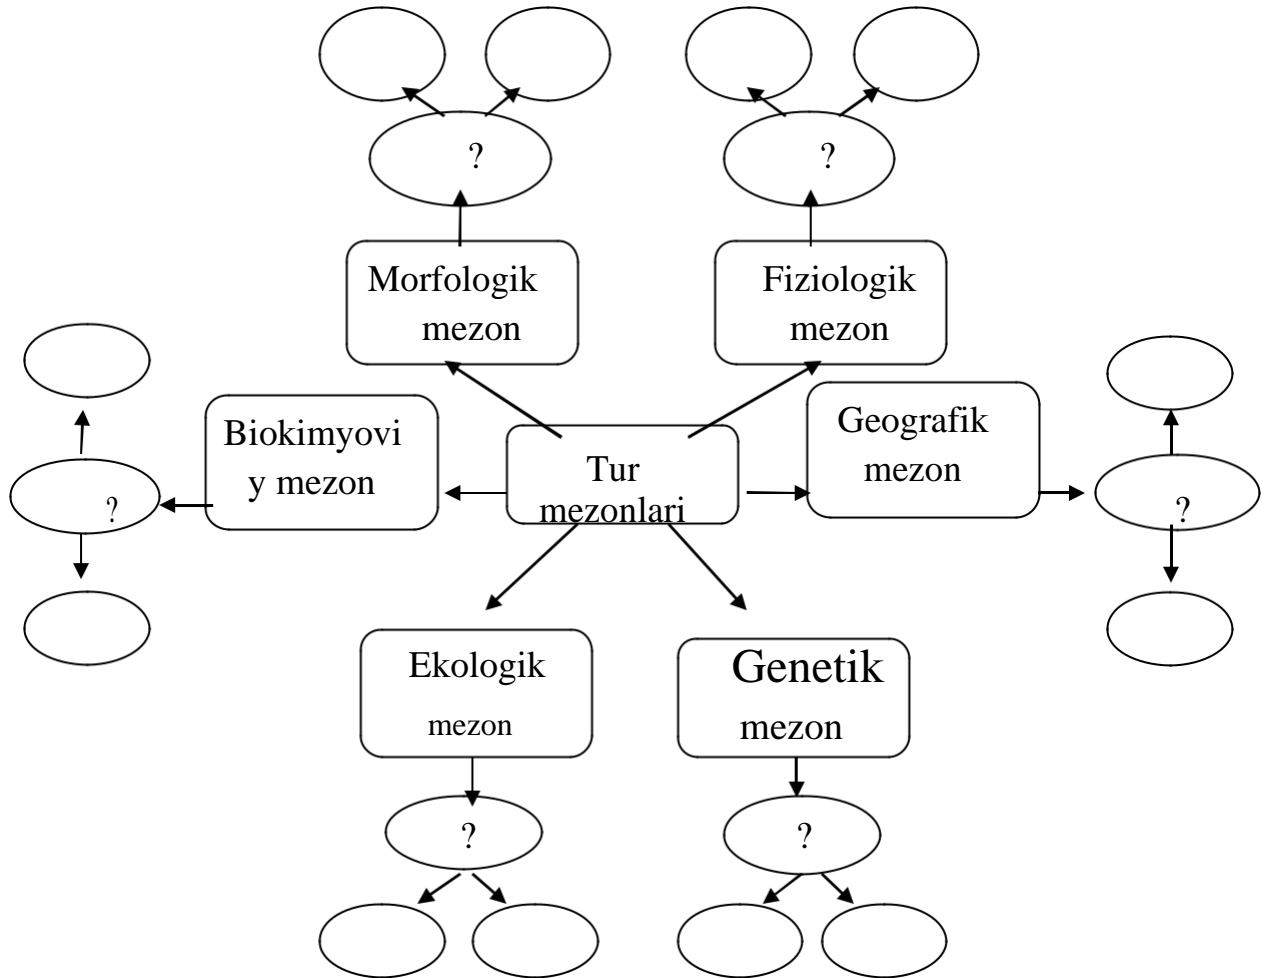 ?
?
Morfologik
mezon
Fiziologik
mezon
Biokimyovi
y mezon
Tur
mezonlari
Geografik
mezon
?
?
Ekologik
mezon
Genetik
mezon
?
?